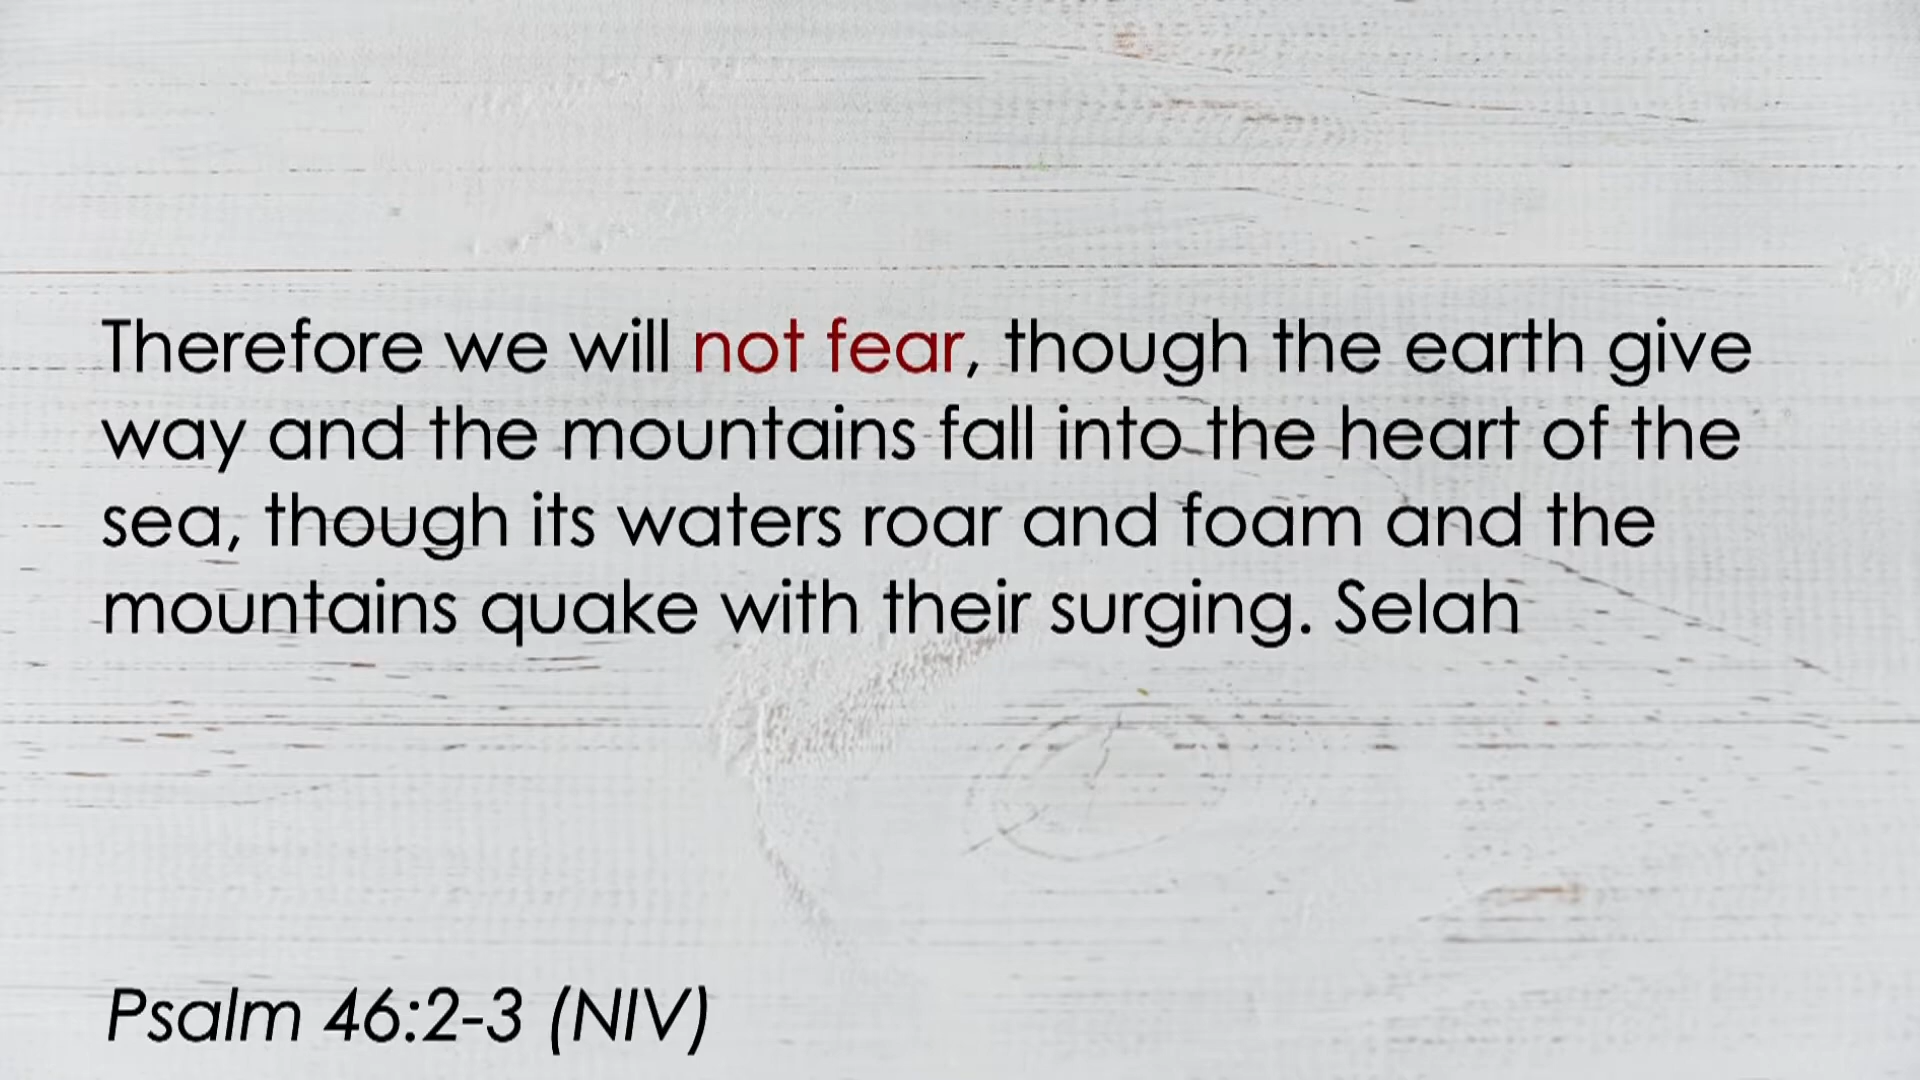 Therefore we will not fear, though the earth give
way and the mountains fall into the heart of the
sea, though its waters roar and foam and the
mountains quake with their surging. Selah
Psalm 46:2-3 (NIV)